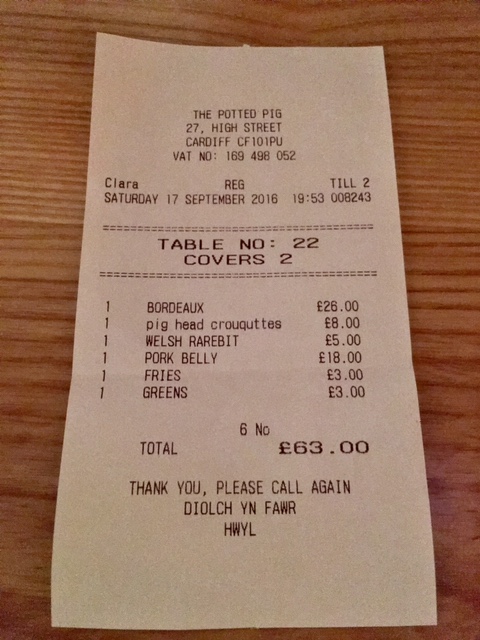 THE POTTED PIG
27, HIGH STREET
CARDIFF CF101PU
VAT NO: 169 498 052
Clara REG TILL 2
SATURDAY 17 SEPTEMBER 2016 19:53 008243
==========================================
TABLE NO: 22
COVERS 2
==========================================
1 BORDEAUX £26.00
1 pig head crouquttes £8.00
1 WELSH RAREBIT £5.00
1 PORK BELLY £18.00
1 FRIES £3.00
1 GREENS £3.00
6 No
TOTAL £63.00
THANK YOU, PLEASE CALL AGAIN
DIOLCH YN FAWR
HWYL